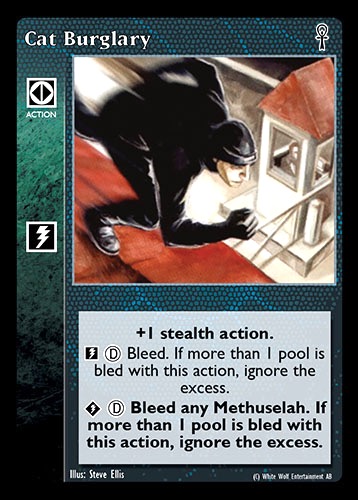 Cat Burglary
ACTION
+1 stealth action.
Ⓓ Bleed. If more than 1 pool is
bled with this action, ignore the
excess.
Ⓓ Bleed any Methuselah. If
more than 1 pool is bled with
this action, ignore the excess.
Illus: Steve Ellis
(C) White Wolf Entertainment AB